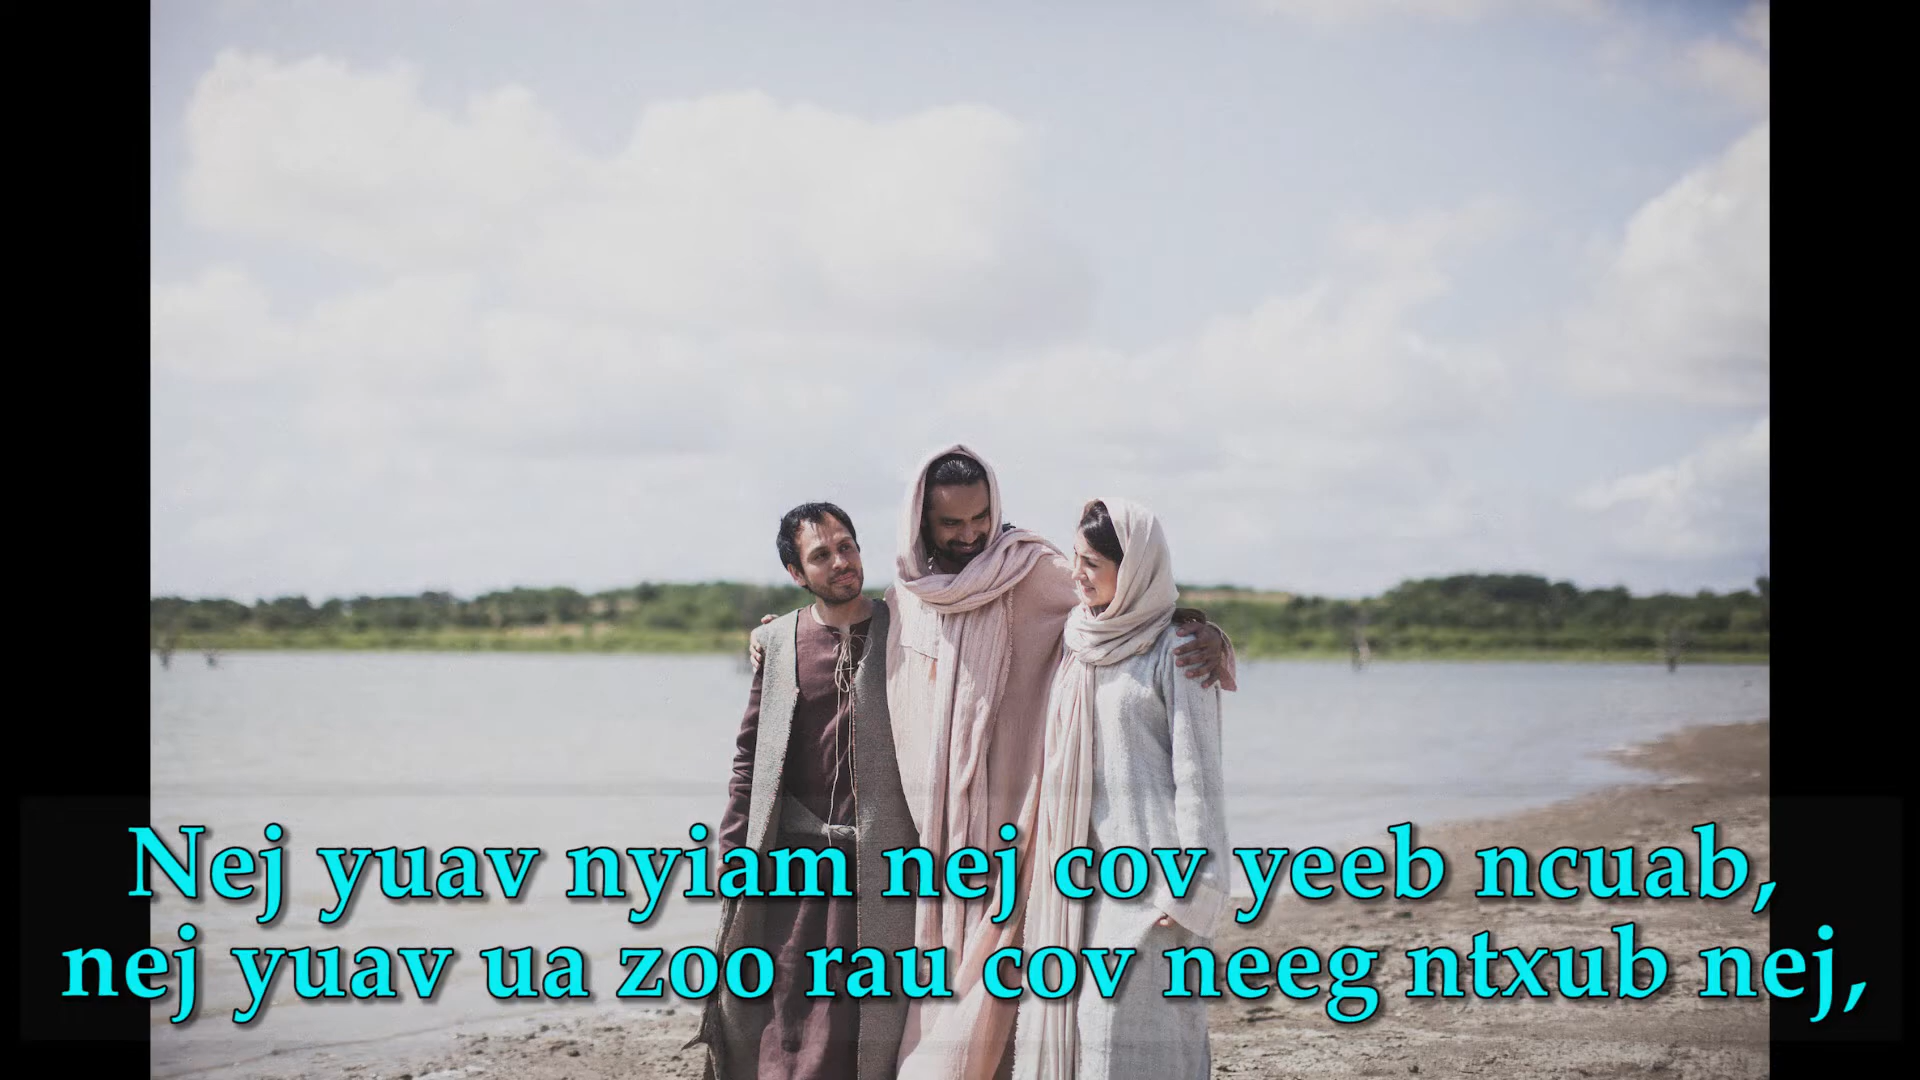 Nej yuav nyiam nej cov yeeb ncuab,
nej yuav ua zoo rau cov neeg ntxub nej,